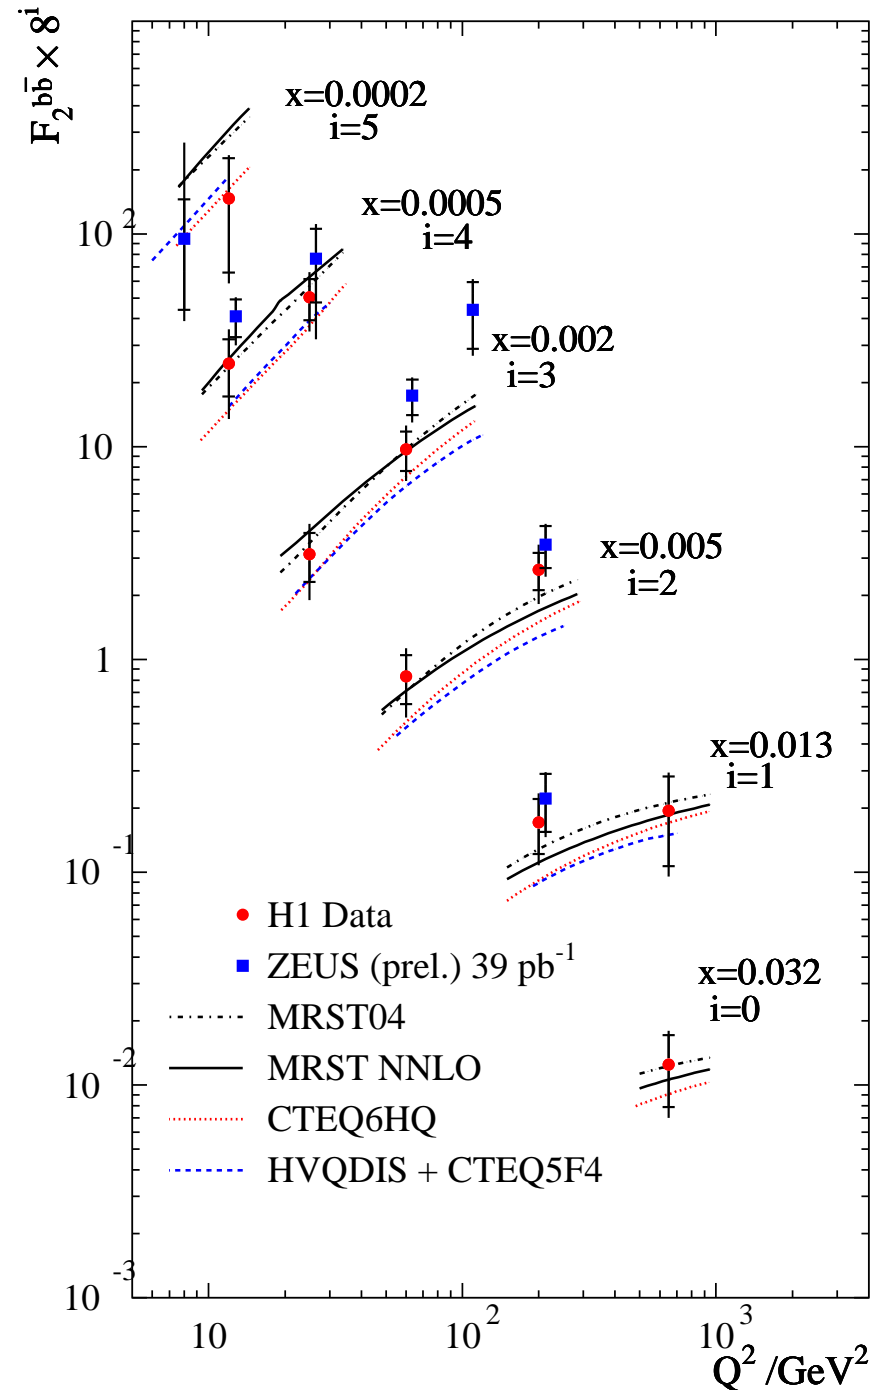 F₂ᵇᵇ̅ × 8ⁱ
x=0.0002
i=5
x=0.0005
i=4
x=0.002
i=3
x=0.005
i=2
x=0.013
i=1
x=0.032
i=0
10²
10
1
10⁻¹
10⁻²
10⁻³
H1 Data
ZEUS (prel.) 39 pb⁻¹
MRST04
MRST NNLO
CTEQ6HQ
HVQDIS + CTEQ5F4
10
10²
10³
Q² /GeV²